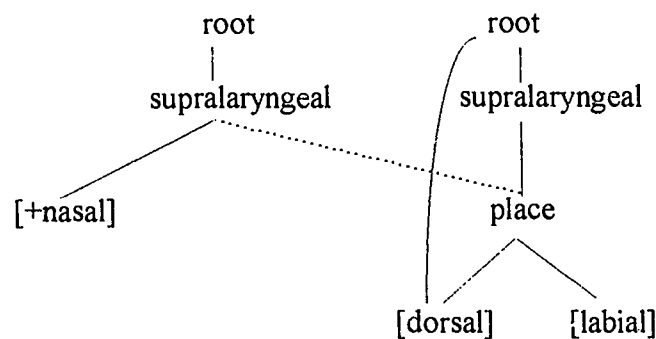 root root
supralaryngeal supralaryngeal
[+nasal] place
[dorsal] [labial]